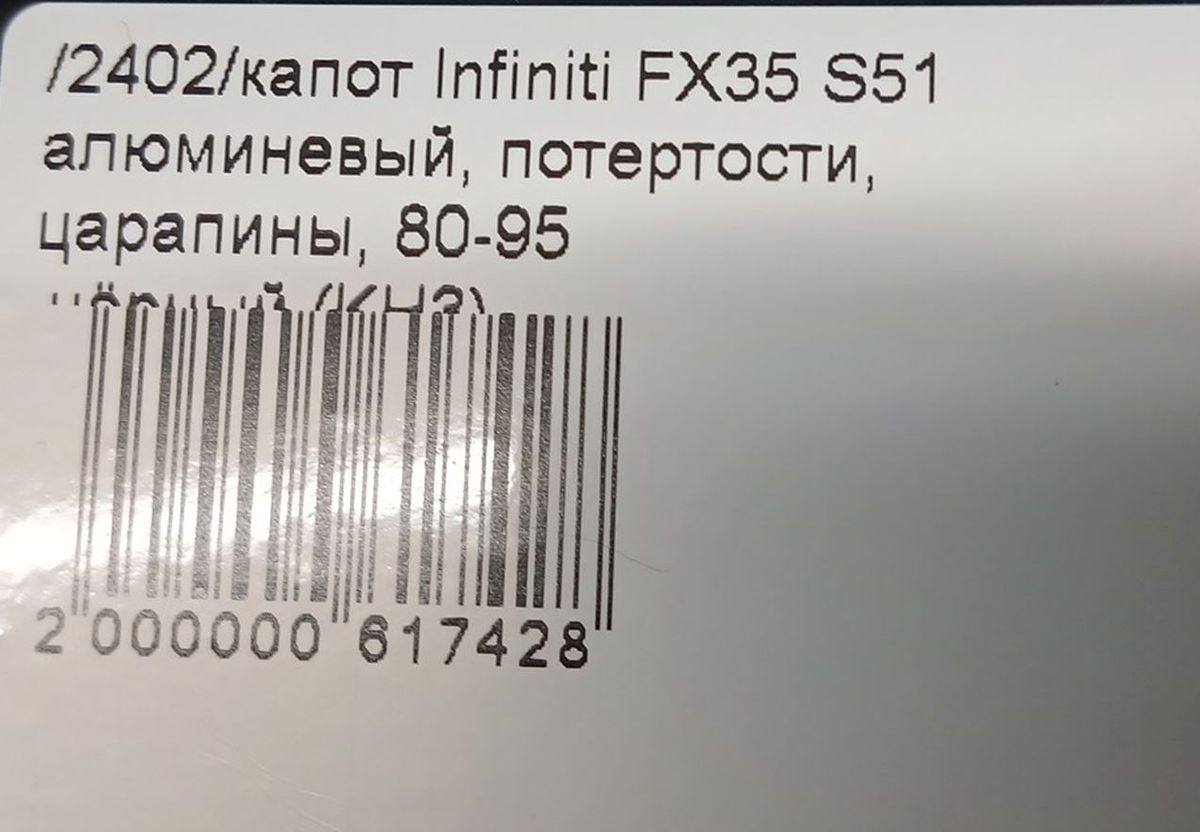 /2402/капот Infiniti FX35 S51
алюминевый, потертости,
царапины, 80-95
2 000000 617428